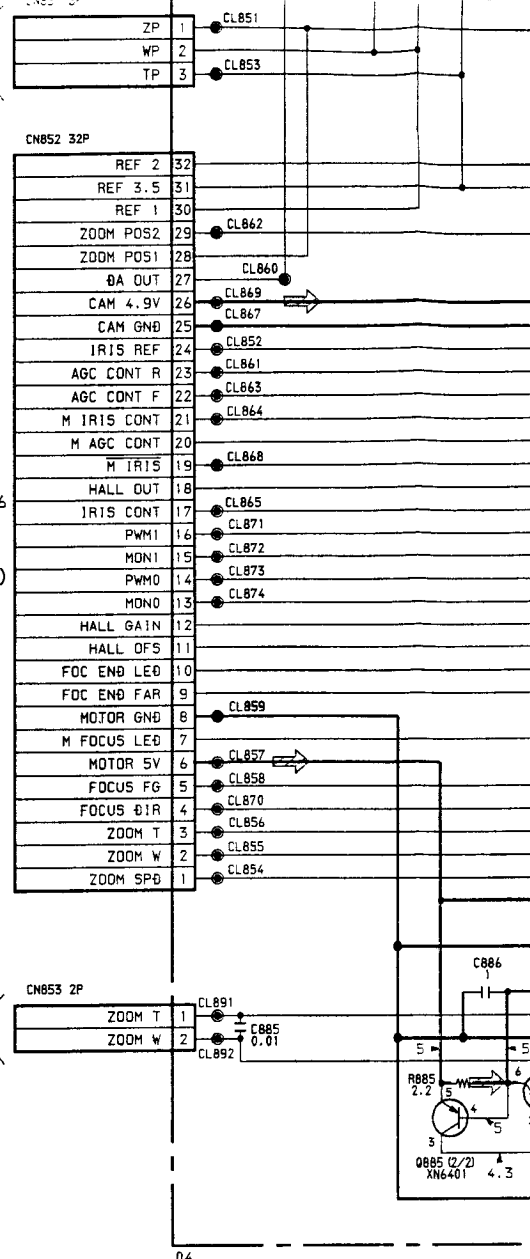 ZP 1 CL851
WP 2
TP 3 CL853
CN852 32P
REF 2 32
REF 3.5 31
REF 1 30
ZOOM POS2 29 CL862
ZOOM POS1 28
DA OUT 27 CL860
CAM 4.9V 26 CL869
CAM GND 25 CL867
IRIS REF 24 CL852
AGC CONT R 23 CL861
AGC CONT F 22 CL863
M IRIS CONT 21 CL864
M AGC CONT 20
M IRIS 19 CL868
HALL OUT 18
IRIS CONT 17 CL865
PWM1 16 CL871
MON1 15 CL872
PWM0 14 CL873
MON0 13 CL874
HALL GAIN 12
HALL OFS 11
FOC END LED 10
FOC END FAR 9
MOTOR GND 8 CL859
M FOCUS LED 7
MOTOR 5V 6 CL857
FOCUS FG 5 CL858
FOCUS DIR 4 CL870
ZOOM T 3 CL856
ZOOM W 2 CL855
ZOOM SPD 1 CL854
CN853 2P
ZOOM T 1 CL891
ZOOM W 2 CL892
C885
0.01
C886
1
5 5
R885
2.2
5 6
4
5
3
Q885 (2/2)
XN6401
4.3